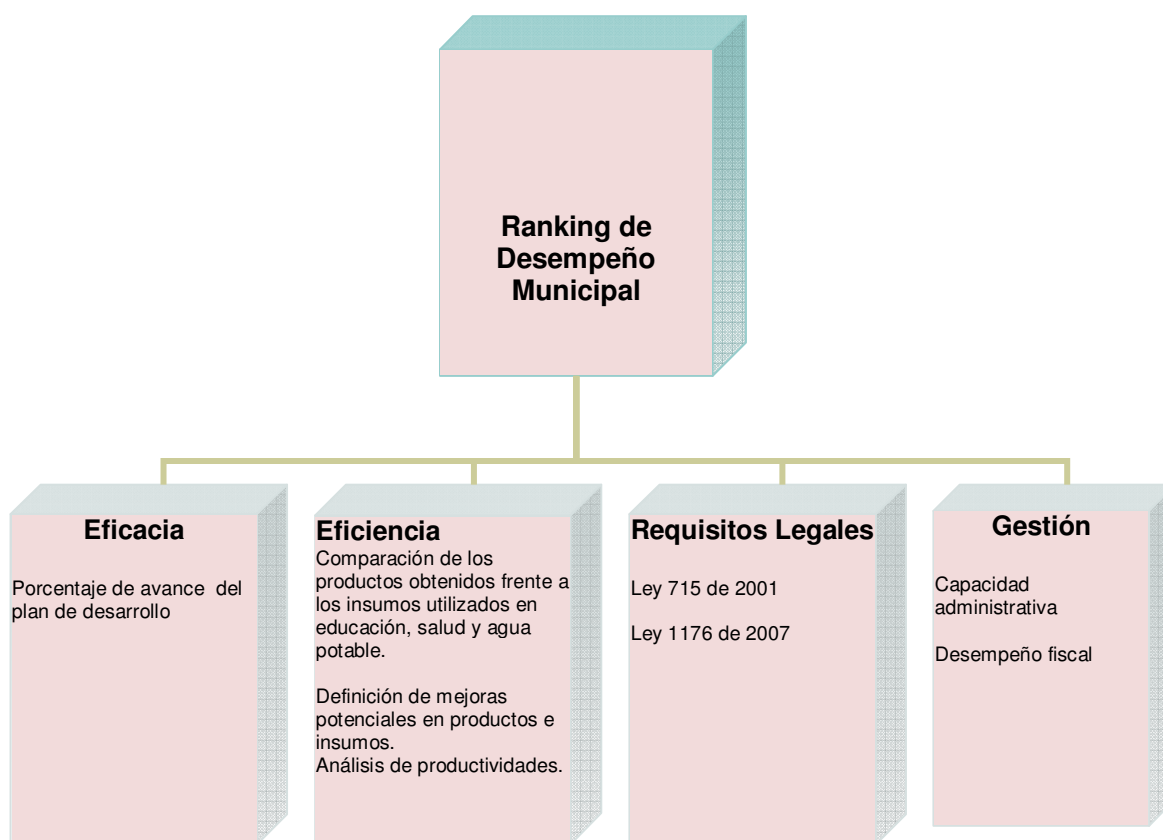 Ranking de
Desempeño
Municipal
Eficacia
Porcentaje de avance del
plan de desarrollo
Eficiencia
Comparación de los
productos obtenidos frente a
los insumos utilizados en
educación, salud y agua
potable.
Definición de mejoras
potenciales en productos e
insumos.
Análisis de productividades.
Requisitos Legales
Ley 715 de 2001
Ley 1176 de 2007
Gestión
Capacidad
administrativa
Desempeño fiscal